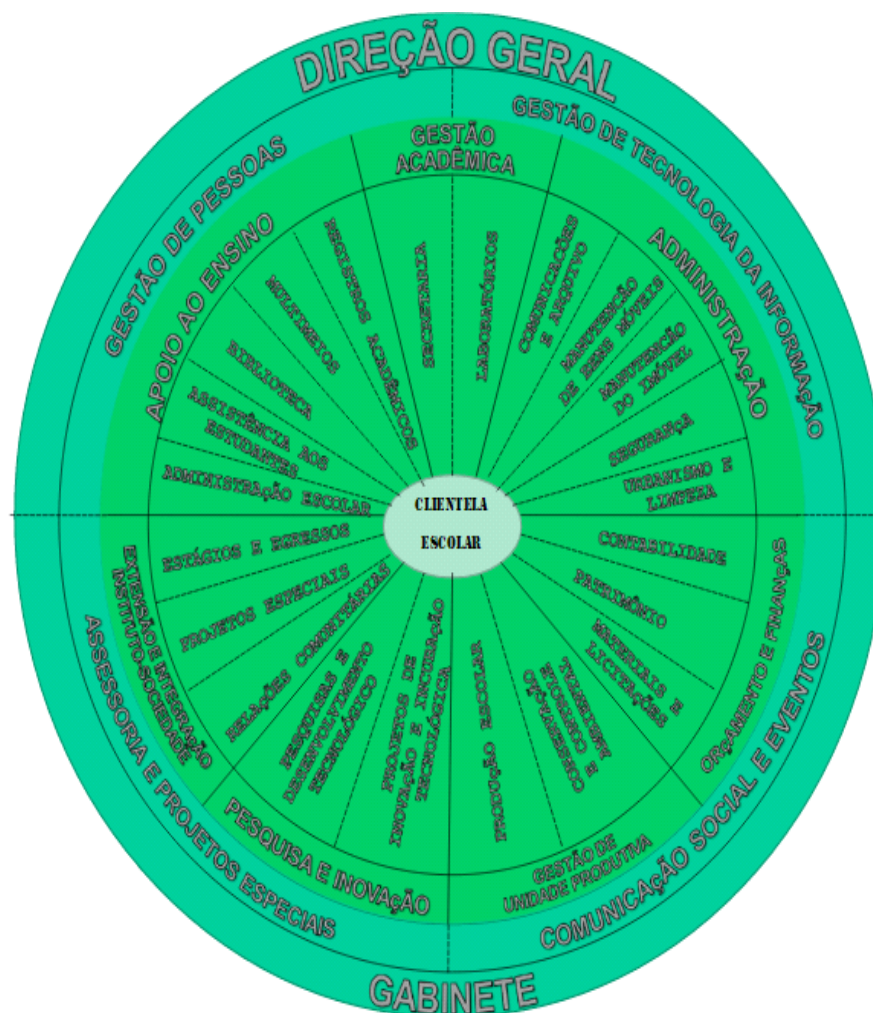 DIREÇÃO GERAL
GESTÃO DE PESSOAS
GESTÃO DE TECNOLOGIA DA INFORMAÇÃO
GESTÃO
ACADÊMICA
APOIO AO ENSINO
ADMINISTRAÇÃO
ADMINISTRAÇÃO ESCOLAR
ASSISTÊNCIA AOS
ESTUDANTES
BIBLIOTECA
MULTIMEIOS
REGISTROS ACADÊMICOS
SECRETARIA
LABORATÓRIOS
COMUNICAÇÕES
E ARQUIVO
MANUTENÇÃO
DE BENS MÓVEIS
MANUTENÇÃO
DO IMÓVEL
SEGURANÇA
URBANISMO E
LIMPEZA
CLIENTELA
ESCOLAR
CONTABILIDADE
PATRIMÔNIO
MATERIAIS E
LICITAÇÕES
CONSERVAÇÃO
E CONTROLE
AMBIENTAL
PRODUÇÃO ESCOLAR
INOVAÇÃO E
TECNOLÓGICA
PROJETOS DE
PESQUISA E
DESENVOLVIMENTO
TECNOLÓGICO
RELAÇÕES COMUNITÁRIAS
PROJETOS ESPECIAIS
ESTÁGIOS E EGRESSOS
EXTENSÃO E INTEGRAÇÃO
INSTITUTO-SOCIEDADE
ORÇAMENTO E FINANÇAS
PESQUISA E INOVAÇÃO
GESTÃO DE
UNIDADE PRODUTIVA
ASSESSORIA E PROJETOS ESPECIAIS
COMUNICAÇÃO SOCIAL E EVENTOS
GABINETE